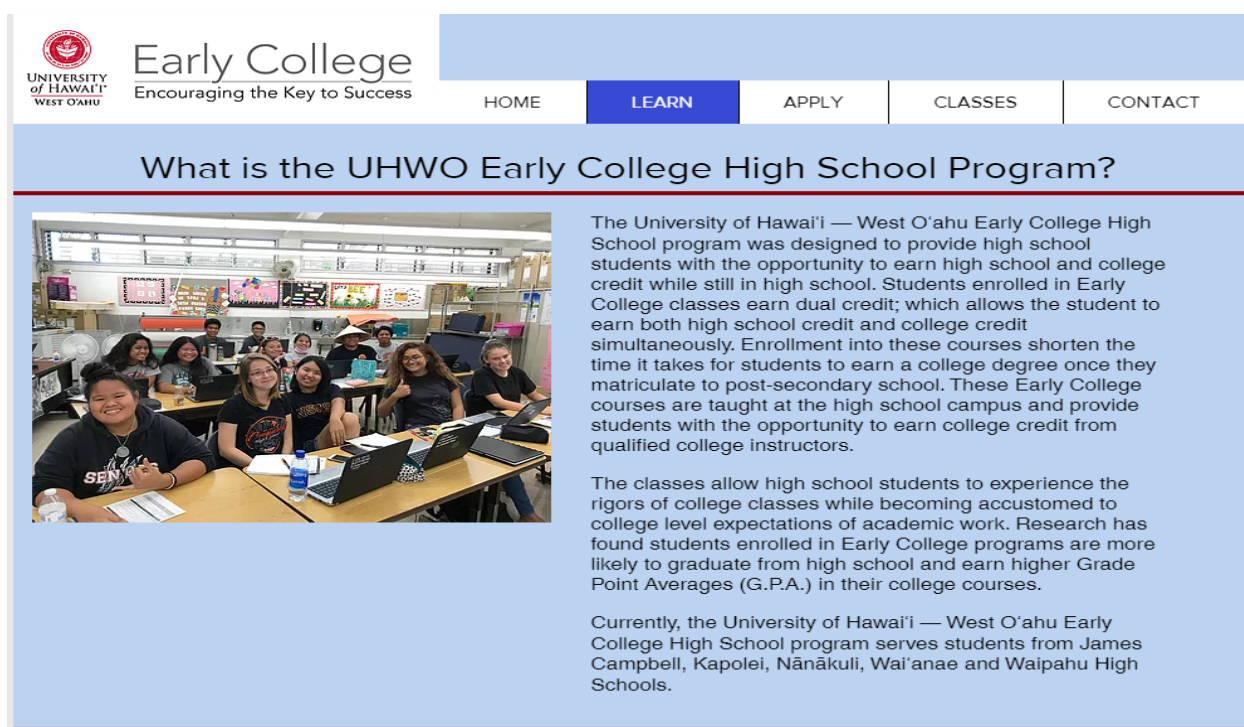 UNIVERSITY
of HAWAI‘I®
WEST O‘AHU
Early College
Encouraging the Key to Success
HOME
LEARN
APPLY
CLASSES
CONTACT
What is the UHWO Early College High School Program?
The University of Hawai‘i — West O‘ahu Early College High
School program was designed to provide high school
students with the opportunity to earn high school and college
credit while still in high school. Students enrolled in Early
College classes earn dual credit; which allows the student to
earn both high school credit and college credit
simultaneously. Enrollment into these courses shorten the
time it takes for students to earn a college degree once they
matriculate to post-secondary school. These Early College
courses are taught at the high school campus and provide
students with the opportunity to earn college credit from
qualified college instructors.
The classes allow high school students to experience the
rigors of college classes while becoming accustomed to
college level expectations of academic work. Research has
found students enrolled in Early College programs are more
likely to graduate from high school and earn higher Grade
Point Averages (G.P.A.) in their college courses.
Currently, the University of Hawai‘i — West O‘ahu Early
College High School program serves students from James
Campbell, Kapolei, Nānākuli, Wai‘anae and Waipahu High
Schools.